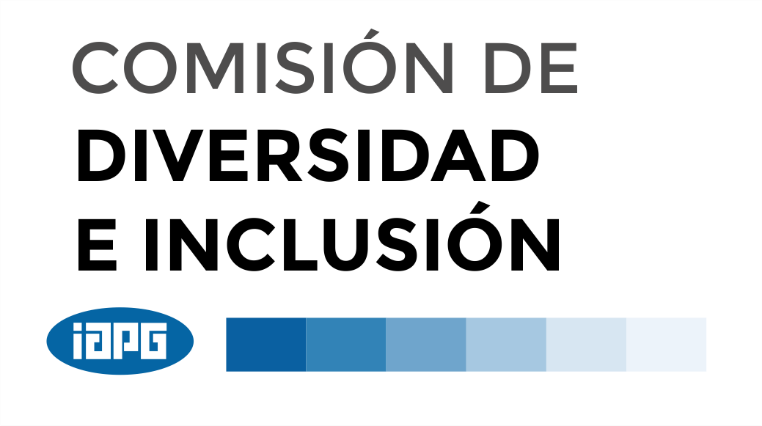 COMISIÓN DE
DIVERSIDAD
E INCLUSIÓN
iAPG